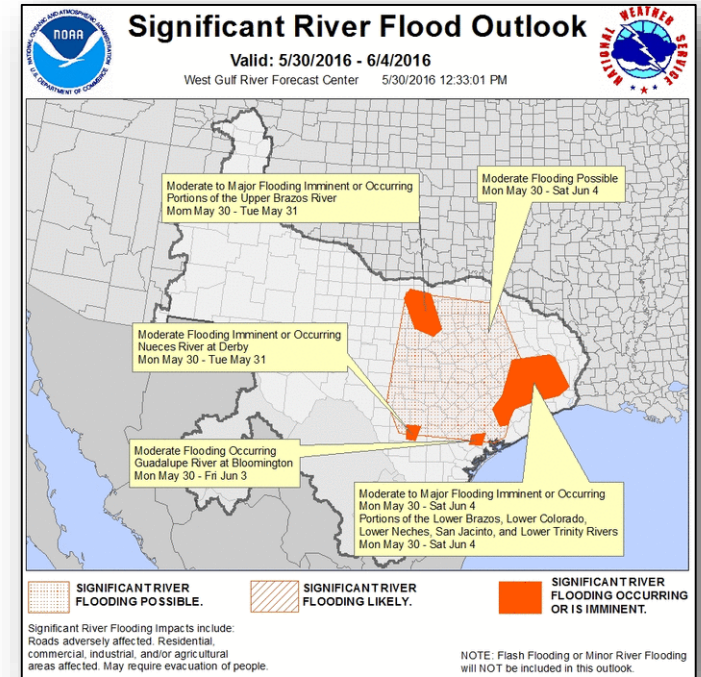 NOAA
NATIONAL OCEANIC AND ATMOSPHERIC ADMINISTRATION
U.S. DEPARTMENT OF COMMERCE
Significant River Flood Outlook
Valid: 5/30/2016 - 6/4/2016
West Gulf River Forecast Center 5/30/2016 12:33:01 PM
NATIONAL WEATHER SERVICE
Moderate to Major Flooding Imminent or Occurring
Portions of the Upper Brazos River
Mom May 30 - Tue May 31
Moderate Flooding Possible
Mon May 30 - Sat Jun 4
Moderate Flooding Imminent or Occurring
Nueces River at Derby
Mon May 30 - Tue May 31
Moderate Flooding Occurring
Guadalupe River at Bloomington
Mon May 30 - Fri Jun 3
Moderate to Major Flooding Imminent or Occurring
Mon May 30 - Sat Jun 4
Portions of the Lower Brazos, Lower Colorado,
Lower Neches, San Jacinto, and Lower Trinity Rivers
Mon May 30 - Sat Jun 4
SIGNIFICANT RIVER
FLOODING POSSIBLE.
SIGNIFICANT RIVER
FLOODING LIKELY.
SIGNIFICANT RIVER
FLOODING OCCURRING
OR IS IMMINENT.
Significant River Flooding Impacts include:
Roads adversely affected. Residential,
commercial, industrial, and/or agricultural
areas affected. May require evacuation of people.
NOTE: Flash Flooding or Minor River Flooding
will NOT be included in this outlook.